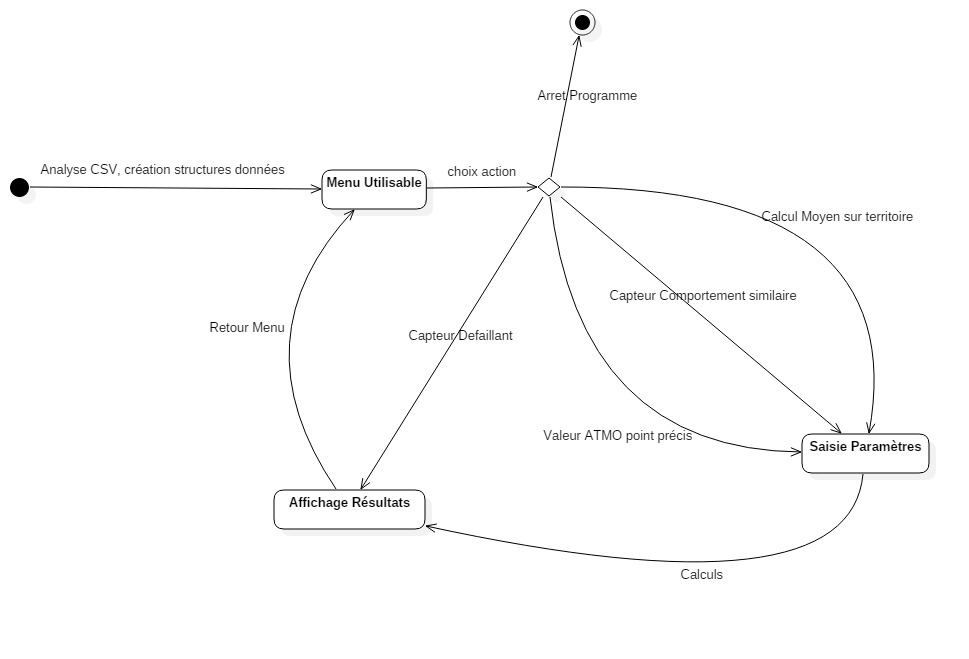 Arret Programme
Analyse CSV, création structures données
choix action
Menu Utilisable
Calcul Moyen sur territoire
Capteur Comportement similaire
Retour Menu
Capteur Defaillant
Valeur ATMO point précis
Saisie Paramètres
Affichage Résultats
Calculs